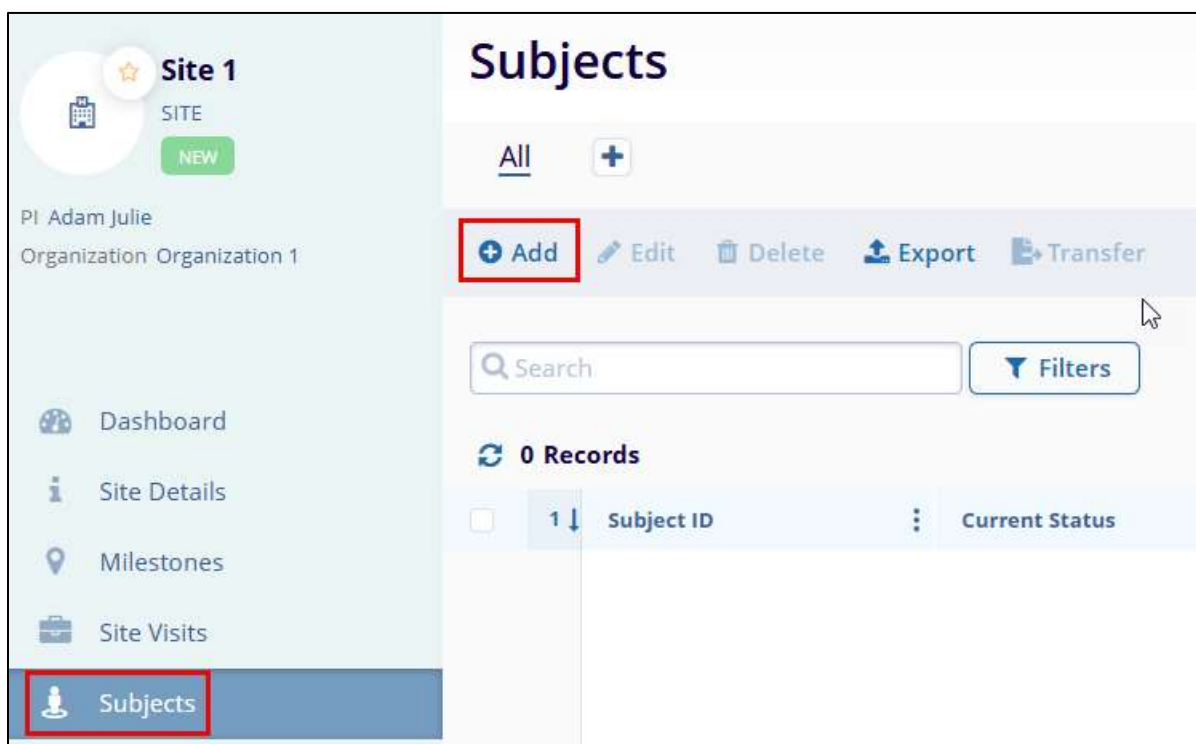 Site 1
SITE
NEW
PI Adam Julie
Organization Organization 1
Dashboard
Site Details
Milestones
Site Visits
Subjects
Subjects
All
Add Edit Delete Export Transfer
Search Filters
0 Records
1 Subject ID Current Status